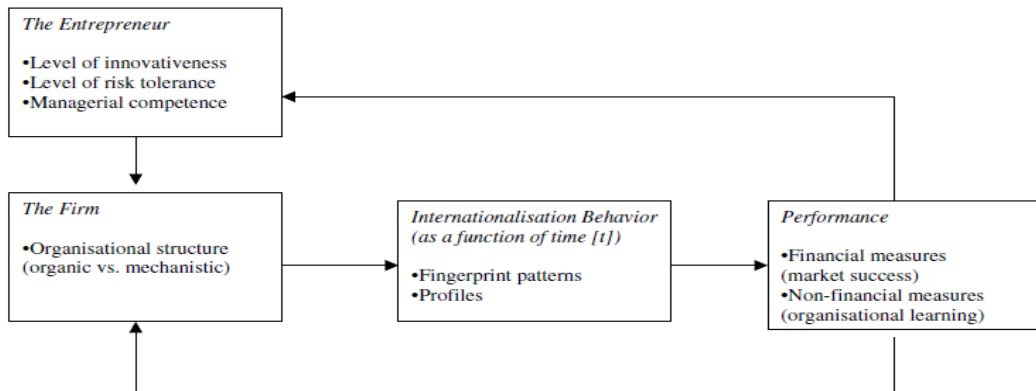 The Entrepreneur
•Level of innovativeness
•Level of risk tolerance
•Managerial competence
The Firm
•Organisational structure
(organic vs. mechanistic)
Internationalisation Behavior
(as a function of time [t])
•Fingerprint patterns
•Profiles
Performance
•Financial measures
(market success)
•Non-financial measures
(organisational learning)